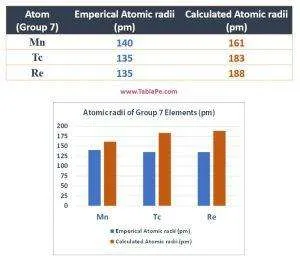 Atom (Group 7)
Emperical Atomic radii (pm)
Calculated Atomic radii (pm)
Mn 140 161
Tc 135 183
Re 135 188
www.TablaPe.com
Atomic radii of Group 7 Elements (pm)
200
175
150
125
100
75
50
25
0
Mn Tc Re
Emperical Atomic radii (pm)
Calculated Atomic radii (pm)